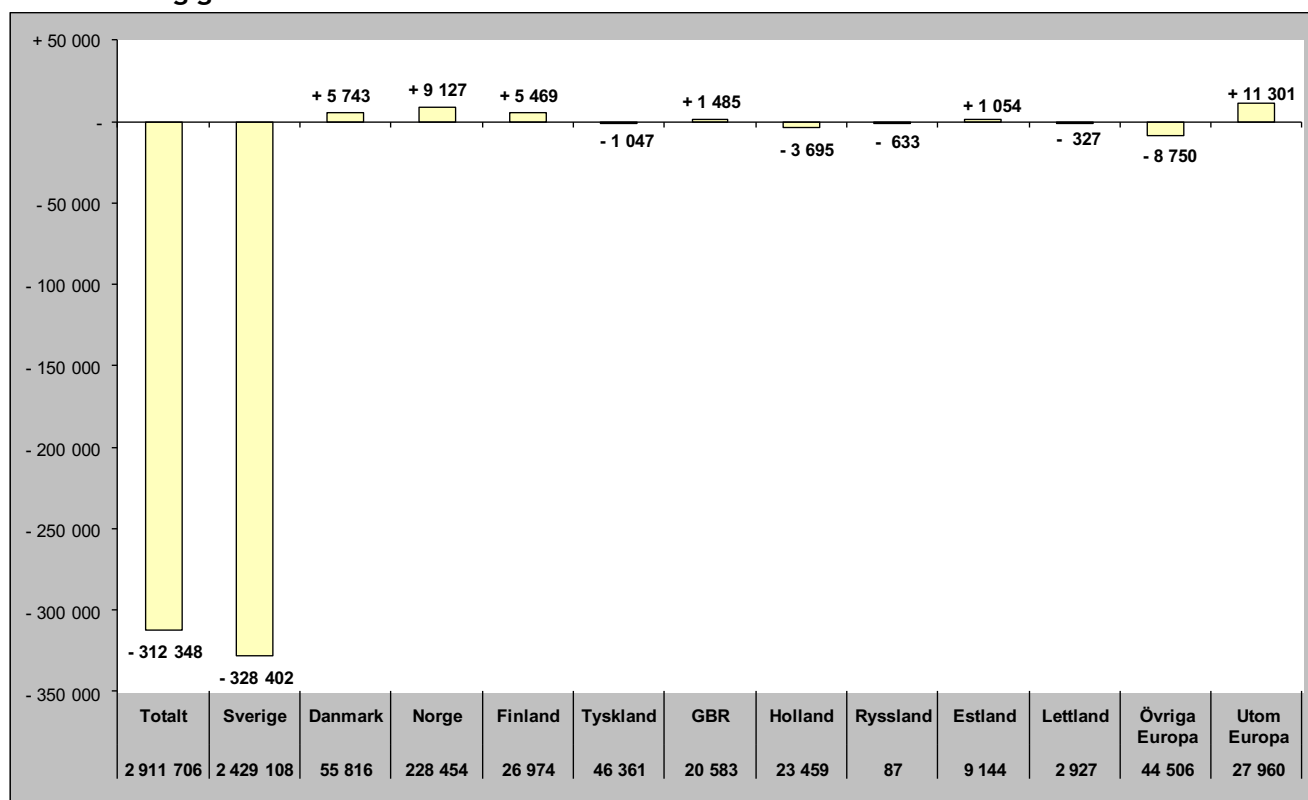 + 50 000
-
- 50 000
- 100 000
- 150 000
- 200 000
- 250 000
- 300 000
- 350 000
- 312 348
- 328 402
+ 5 743
+ 9 127
+ 5 469
- 1 047
+ 1 485
- 3 695
- 633
+ 1 054
- 327
- 8 750
+ 11 301
Totalt Sverige Danmark Norge Finland Tyskland GBR Holland Ryssland Estland Lettland Övriga Europa Utom Europa
2 911 706 2 429 108 55 816 228 454 26 974 46 361 20 583 23 459 87 9 144 2 927 44 506 27 960